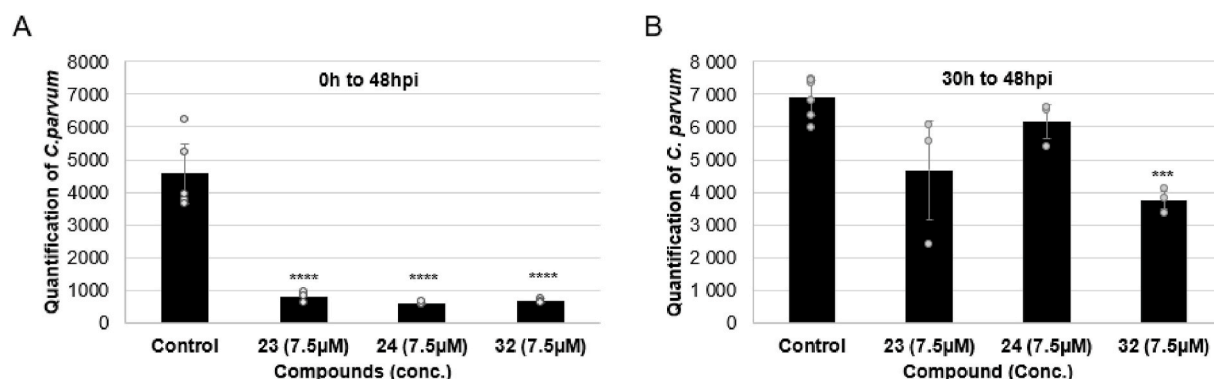 A
Quantification of C.parvum
8000
7000
6000
5000
4000
3000
2000
1000
0
0h to 48hpi
****
****
****
Control
23 (7.5µM)
24 (7.5µM)
32 (7.5µM)
Compounds (conc.)
B
Quantification of C. parvum
8 000
7 000
6 000
5 000
4 000
3 000
2 000
1 000
0
30h to 48hpi
***
Control
23 (7.5µM)
24 (7.5µM)
32 (7.5µM)
Compound (Conc.)